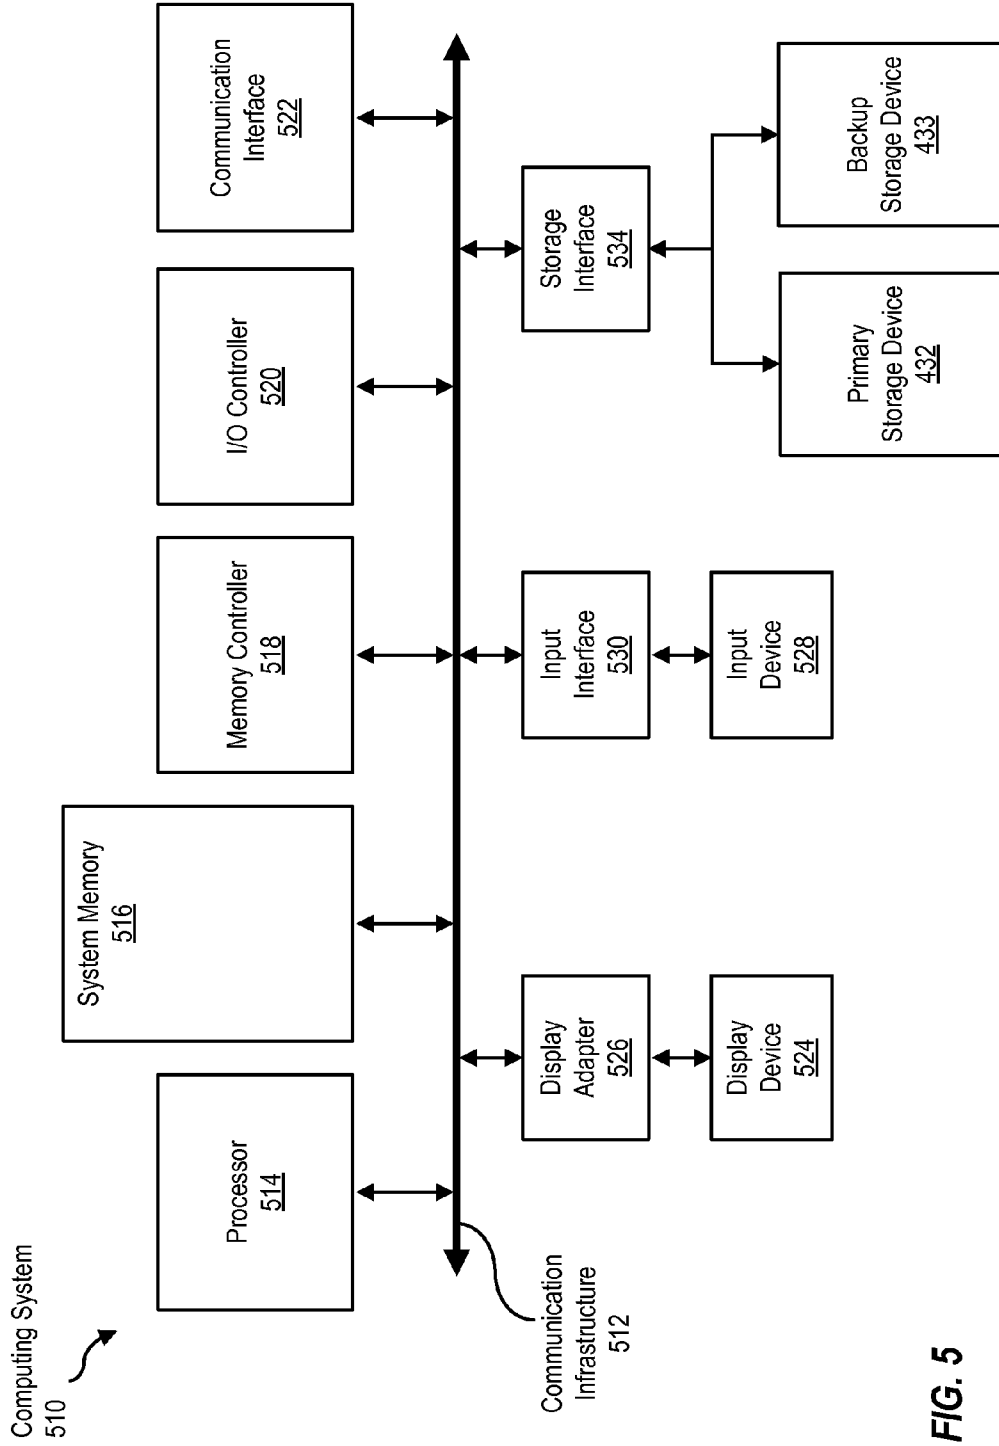 Computing System
510
Processor
514
System Memory
516
Memory Controller
518
I/O Controller
520
Communication
Interface
522
Communication
Infrastructure
512
Display
Adapter
526
Input
Interface
530
Storage
Interface
534
Display
Device
524
Input
Device
528
Primary
Storage Device
432
Backup
Storage Device
433
FIG. 5